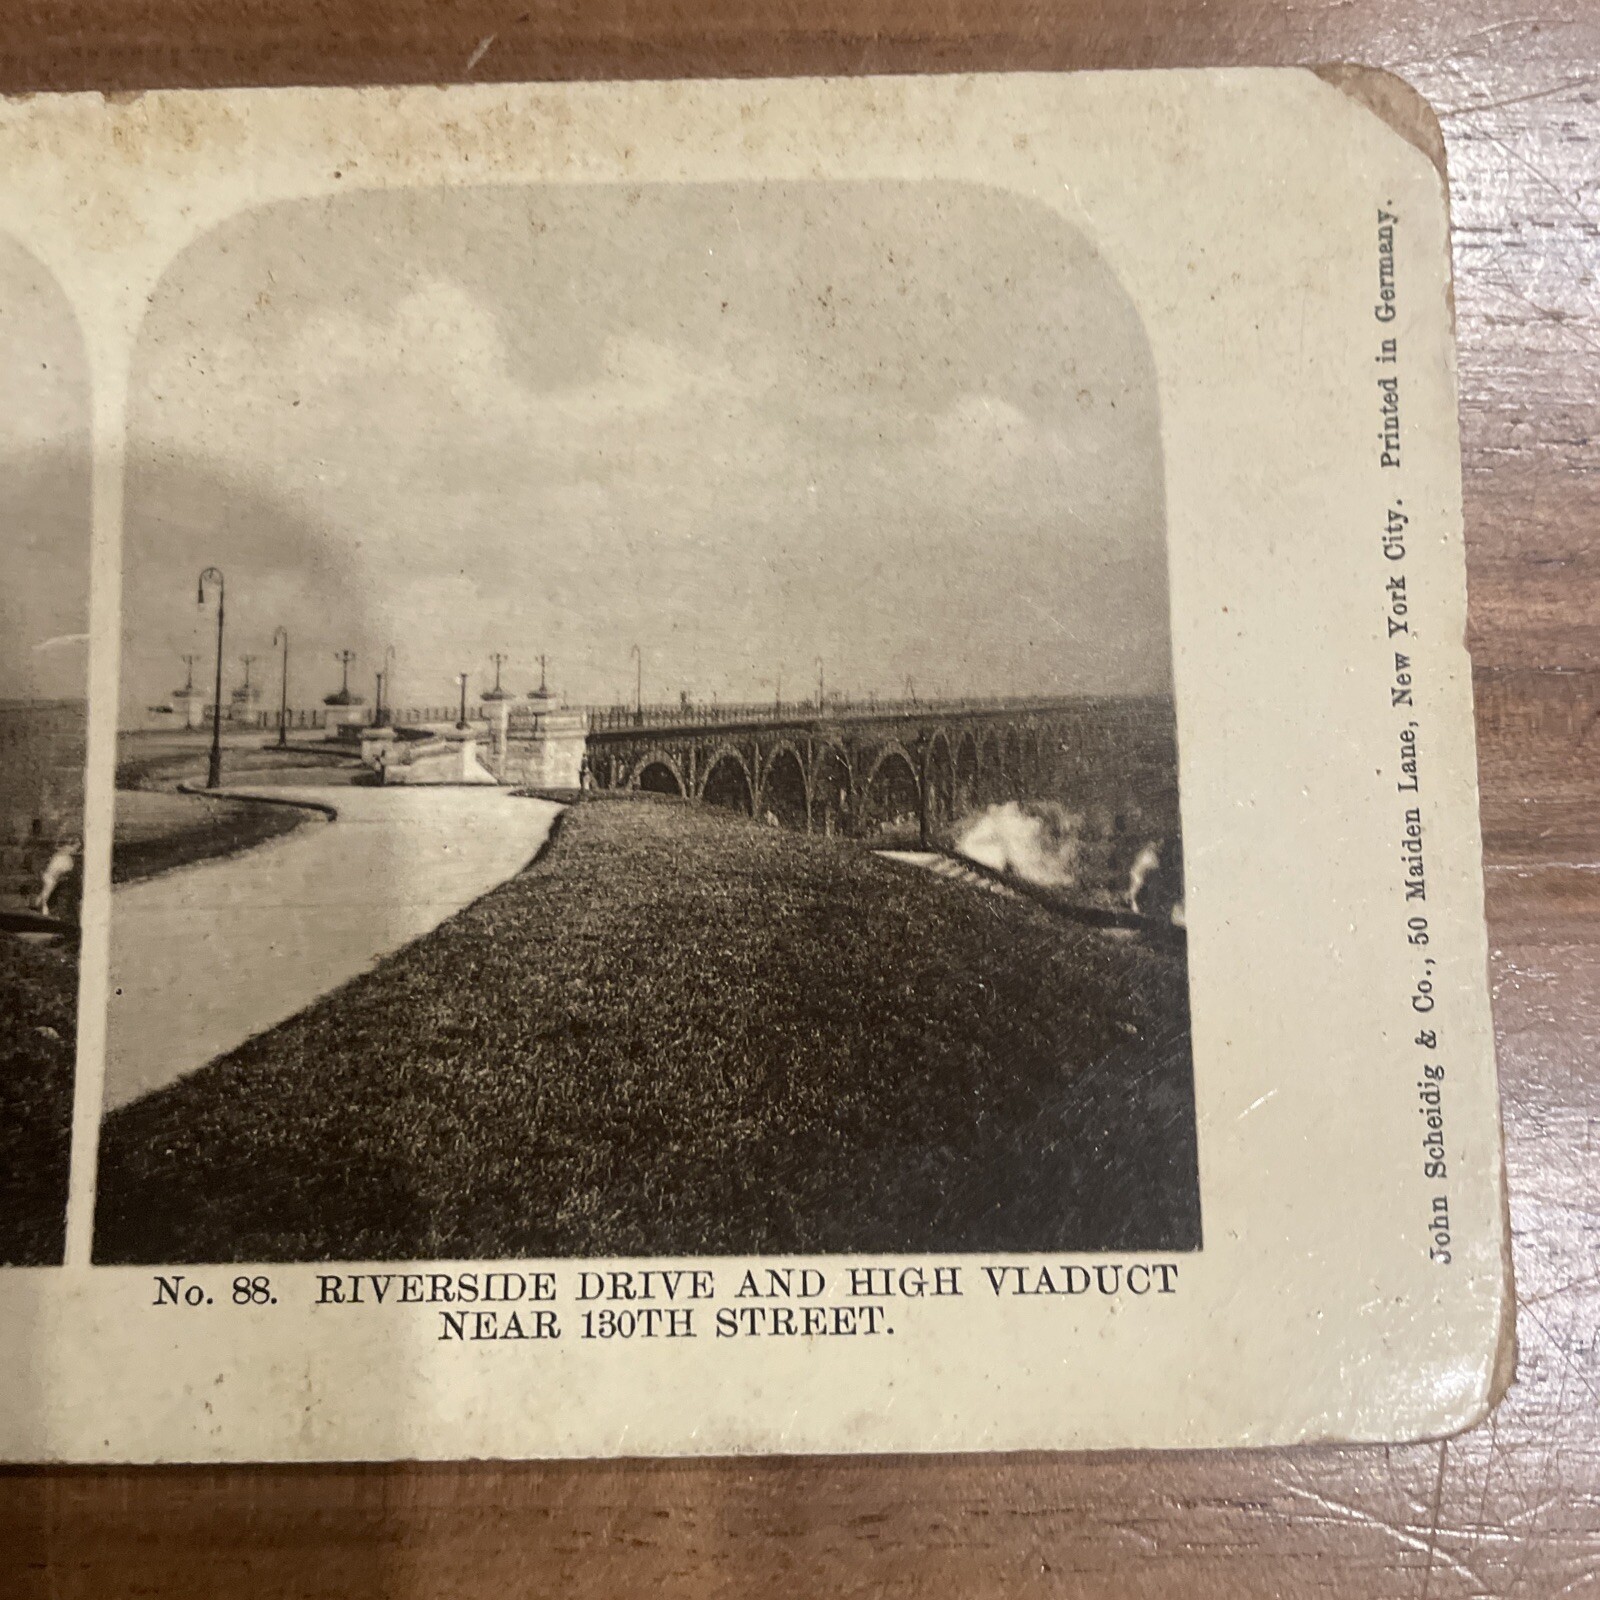 No. 88. RIVERSIDE DRIVE AND HIGH VIADUCT
NEAR 130TH STREET.
John Scheidig & Co., 50 Maiden Lane, New York City. Printed in Germany.